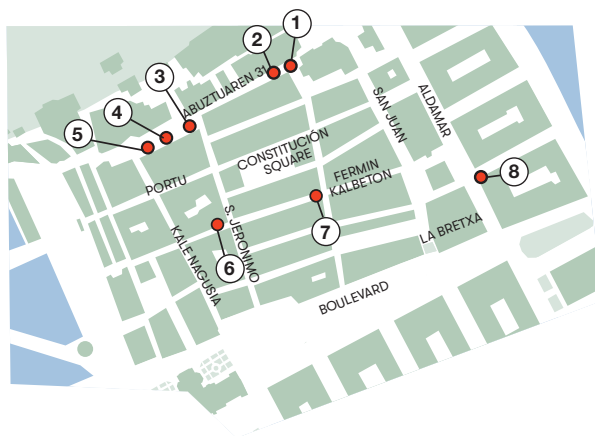 1
2
3
ABUZTUAREN 31
4
5
SAN JUAN
ALDAMAR
CONSTITUCIÓN
SQUARE
PORTU
FERMIN
KALBETON
8
S. JERONIMO
KALE NAGUSIA
7
6
LA BRETXA
BOULEVARD